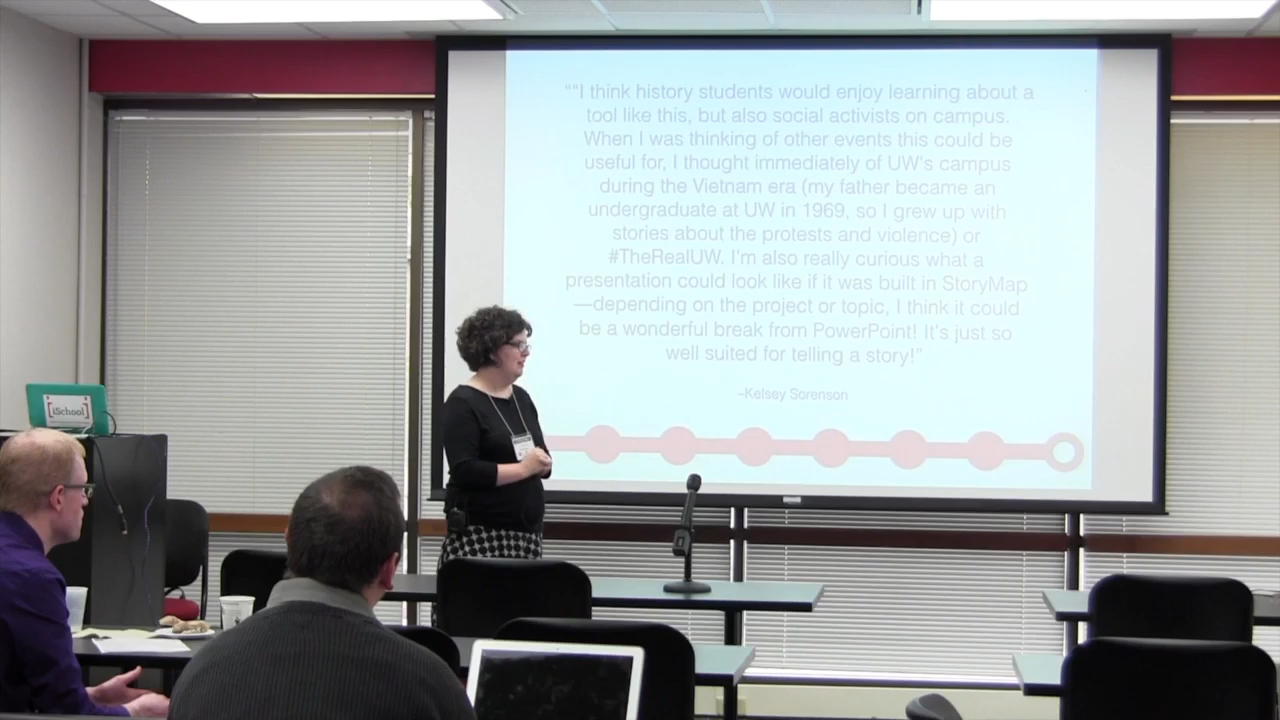 ““I think history students would enjoy learning about a
tool like this, but also social activists on campus.
When I was thinking of other events this could be
useful for, I thought immediately of UW's campus
during the Vietnam era (my father became an
undergraduate at UW in 1969, so I grew up with
stories about the protests and violence) or
#TheRealUW. I'm also really curious what a
presentation could look like if it was built in StoryMap
—depending on the project or topic, I think it could
be a wonderful break from PowerPoint! It's just so
well suited for telling a story!”
–Kelsey Sorenson
[iSchool]